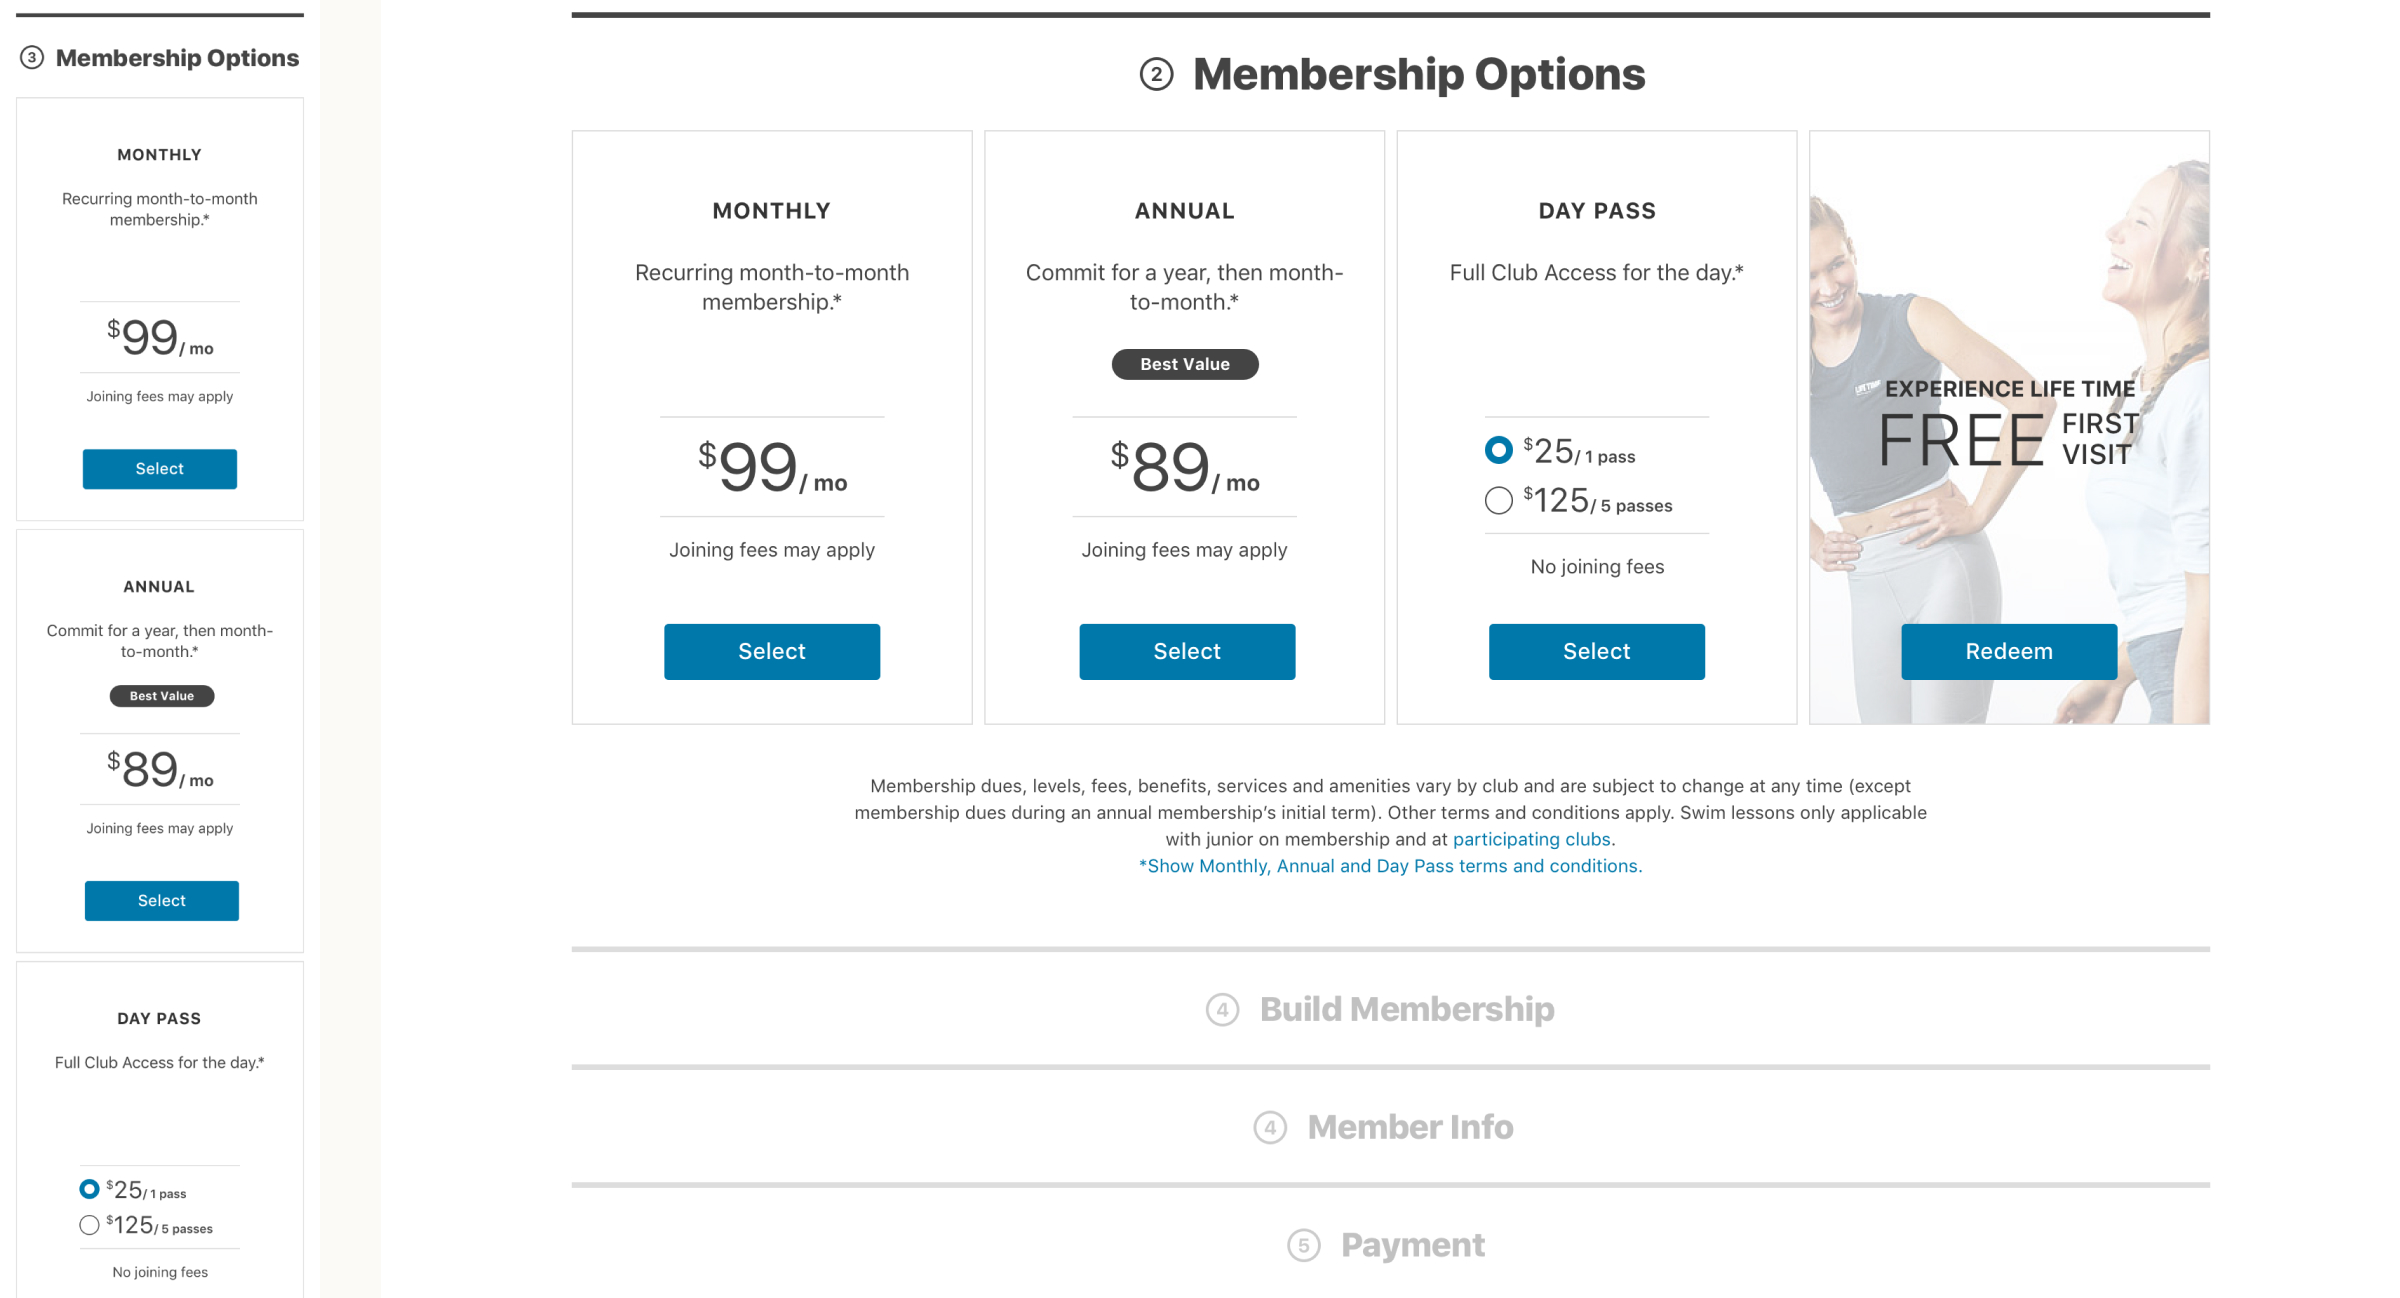 3 Membership Options
MONTHLY
Recurring month-to-month
membership.*
$99/ mo
Joining fees may apply
Select
ANNUAL
Commit for a year, then month-
to-month.*
Best Value
$89/ mo
Joining fees may apply
Select
DAY PASS
Full Club Access for the day.*
$25/ 1 pass
$125/ 5 passes
No joining fees
2 Membership Options
MONTHLY
Recurring month-to-month
membership.*
$99/ mo
Joining fees may apply
Select
ANNUAL
Commit for a year, then month-
to-month.*
Best Value
$89/ mo
Joining fees may apply
Select
DAY PASS
Full Club Access for the day.*
$25/ 1 pass
$125/ 5 passes
No joining fees
Select
EXPERIENCE LIFE TIME
FREE FIRST
VISIT
Redeem
Membership dues, levels, fees, benefits, services and amenities vary by club and are subject to change at any time (except
membership dues during an annual membership’s initial term). Other terms and conditions apply. Swim lessons only applicable
with junior on membership and at participating clubs.
*Show Monthly, Annual and Day Pass terms and conditions.
4 Build Membership
4 Member Info
5 Payment